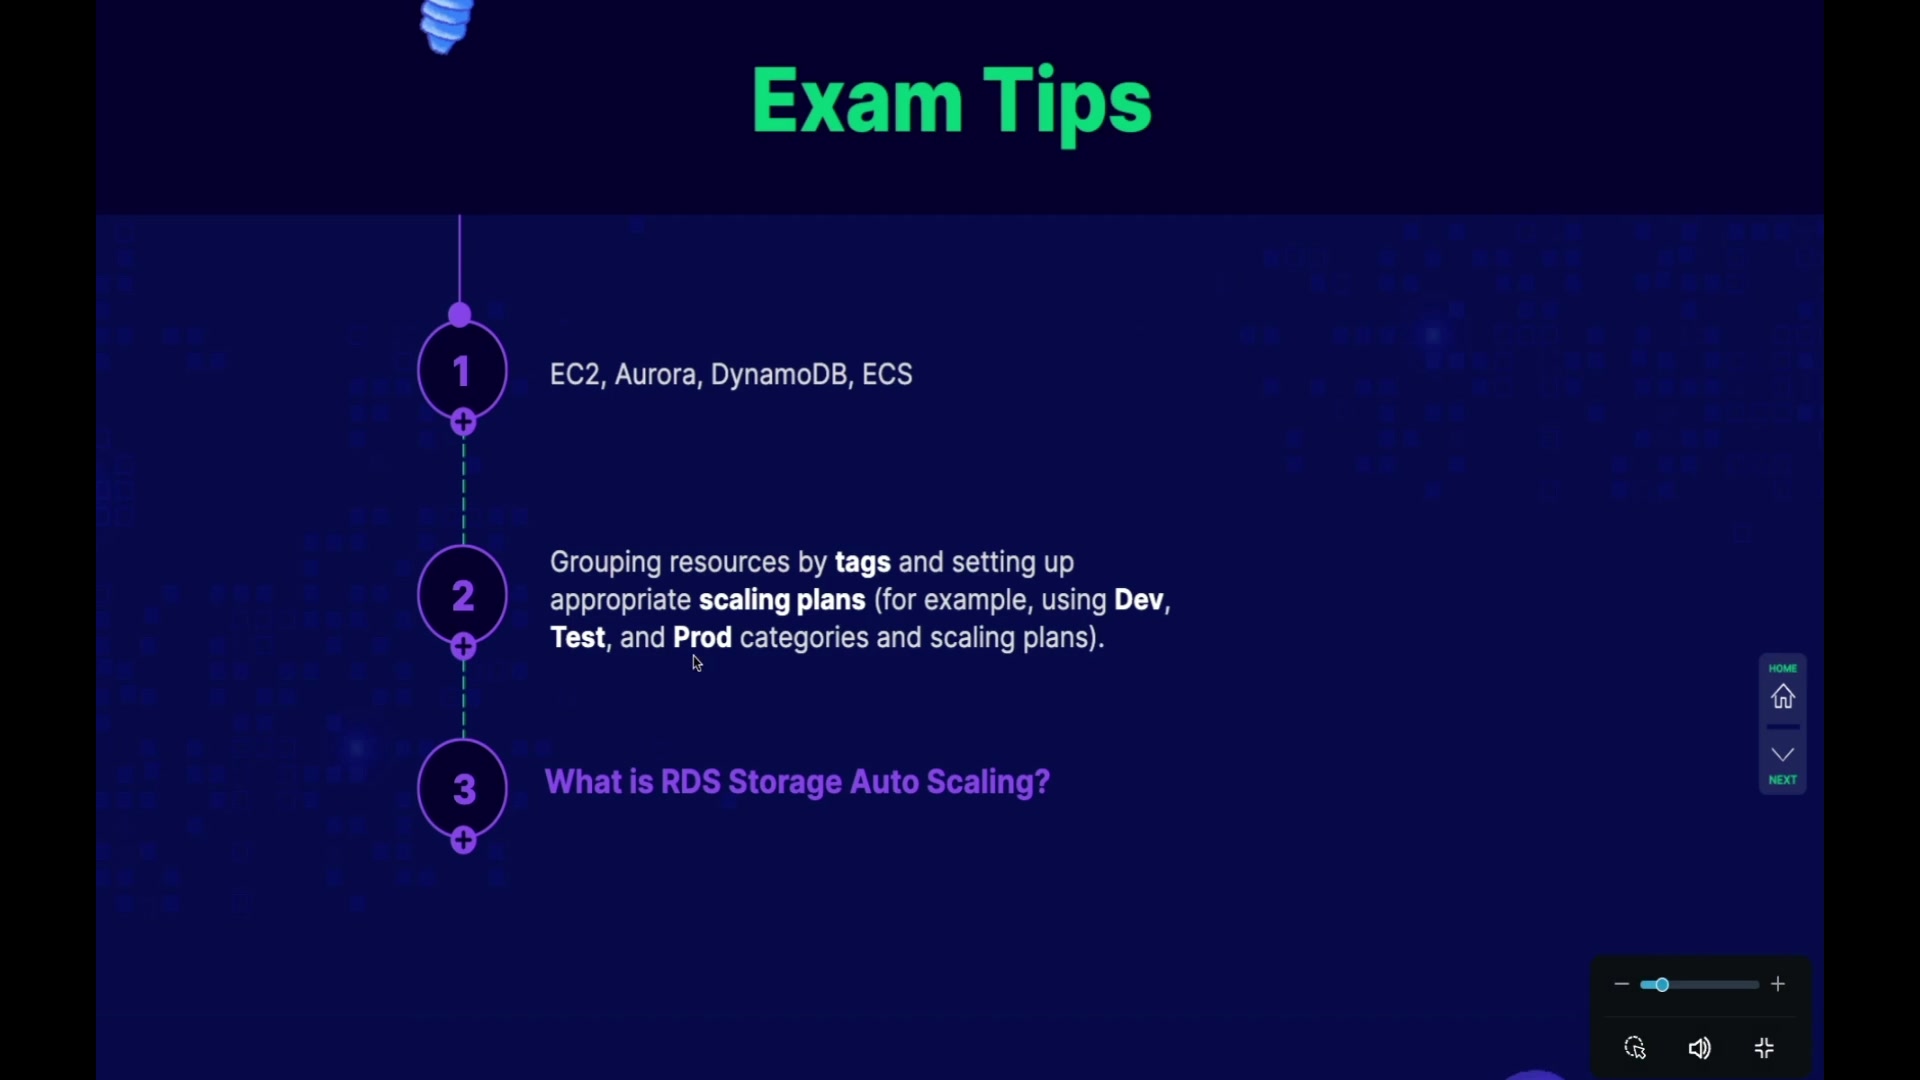 Exam Tips
1
EC2, Aurora, DynamoDB, ECS
2
Grouping resources by tags and setting up
appropriate scaling plans (for example, using Dev,
Test, and Prod categories and scaling plans).
3
What is RDS Storage Auto Scaling?
HOME
NEXT